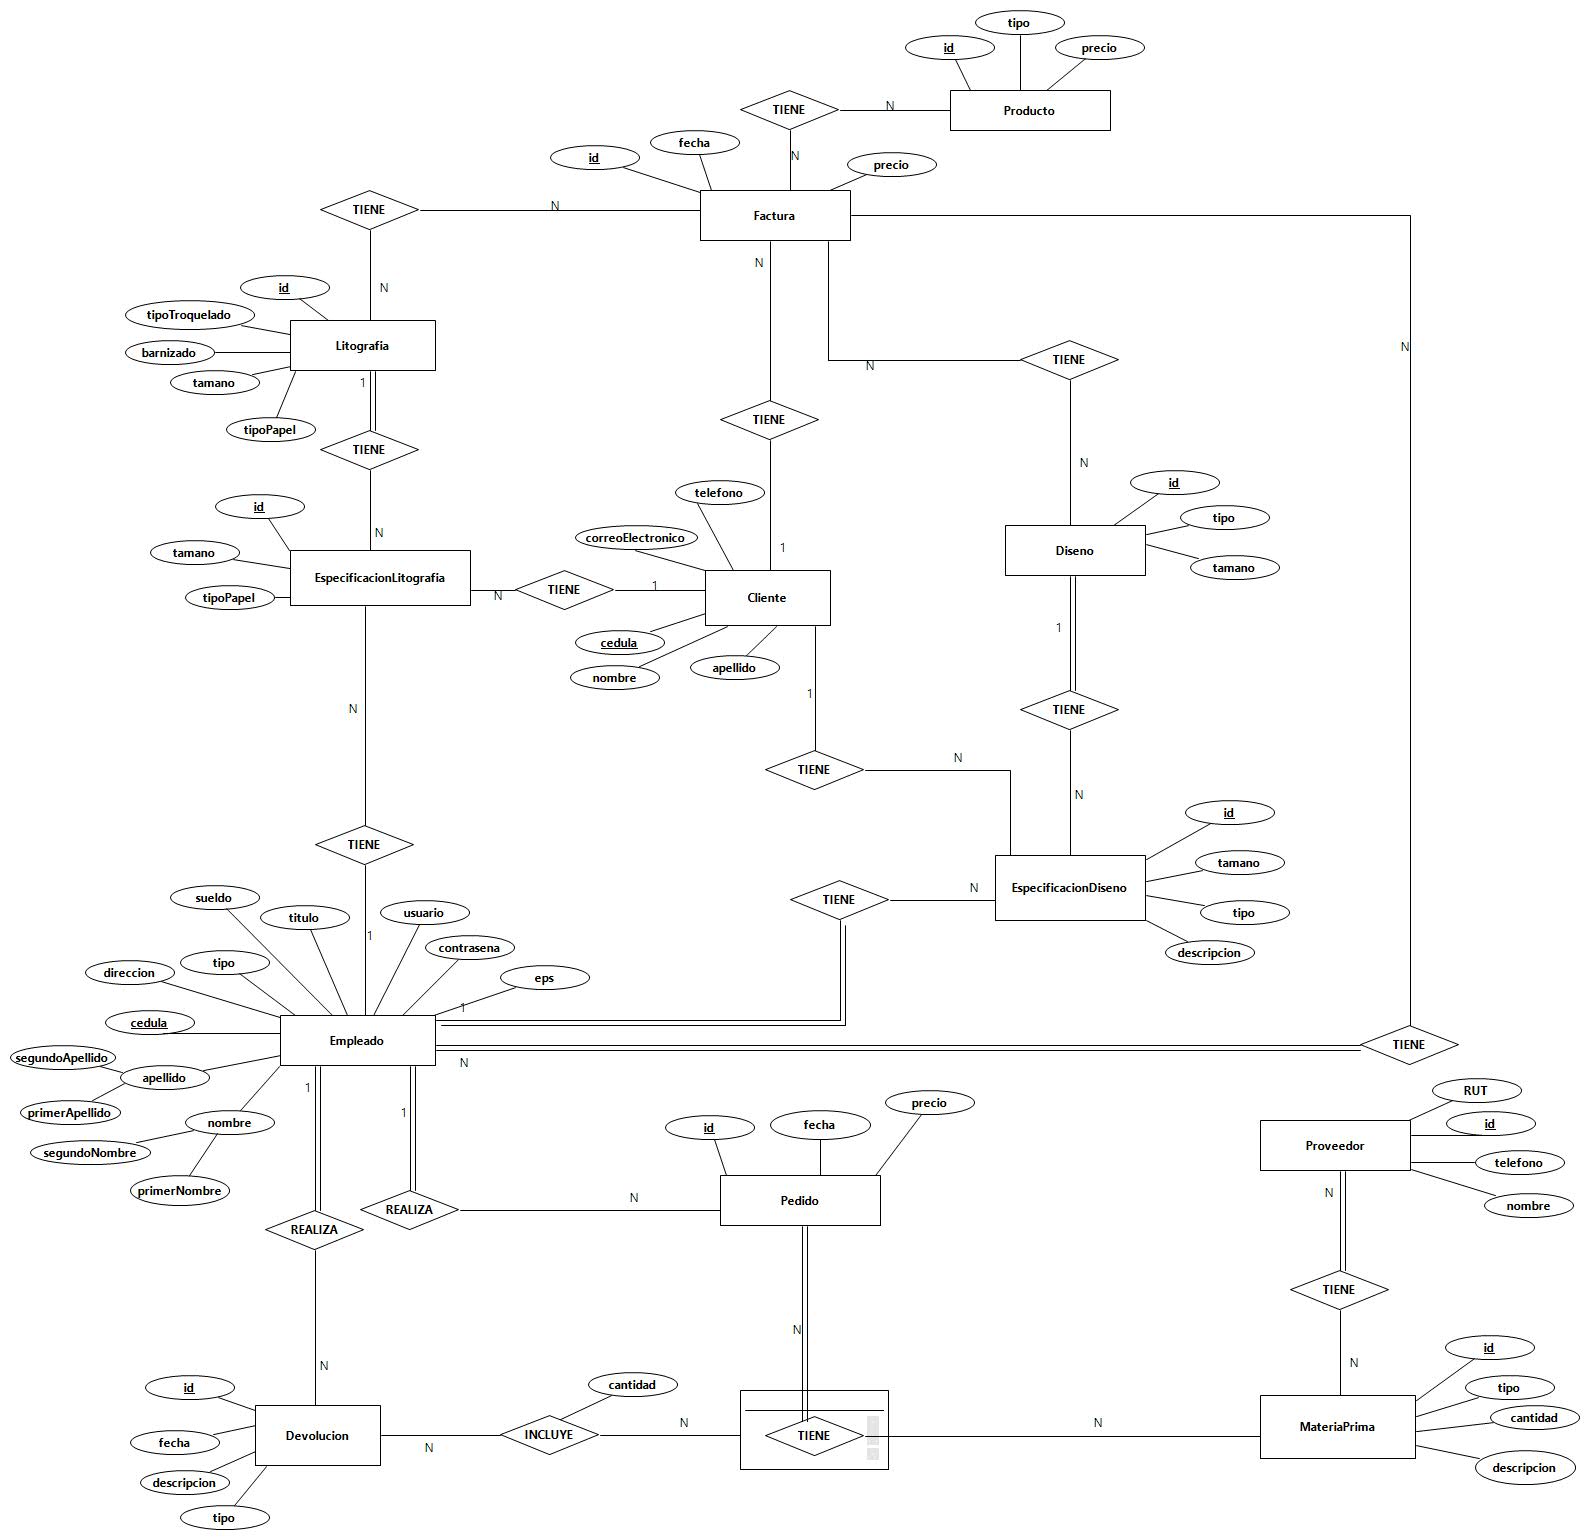 tipo
id
precio
TIENE
N
Producto
N
fecha
id
precio
TIENE
N
Factura
N
id
N
tipoTroquelado
Litografia
barnizado
tamano
1
tipoPapel
TIENE
N
TIENE
N
TIENE
N
N
telefono
id
id
tipo
correoElectronico
N
1
tamano
Diseno
tamano
EspecificacionLitografia
N
TIENE
1
Cliente
tipoPapel
1
cedula
nombre
apellido
1
N
TIENE
N
TIENE
N
id
TIENE
tamano
TIENE
N
EspecificacionDiseno
tipo
descripcion
sueldo
titulo
usuario
1
contrasena
tipo
direccion
eps
1
cedula
Empleado
N
TIENE
segundoApellido
apellido
primerApellido
1
1
nombre
segundoNombre
primerNombre
REALIZA
REALIZA
N
id
fecha
precio
Pedido
RUT
id
Proveedor
telefono
nombre
N
TIENE
N
N
N
id
fecha
Devolucion
descripcion
tipo
N
cantidad
INCLUYE
N
TIENE
N
id
tipo
cantidad
MateriaPrima
descripcion